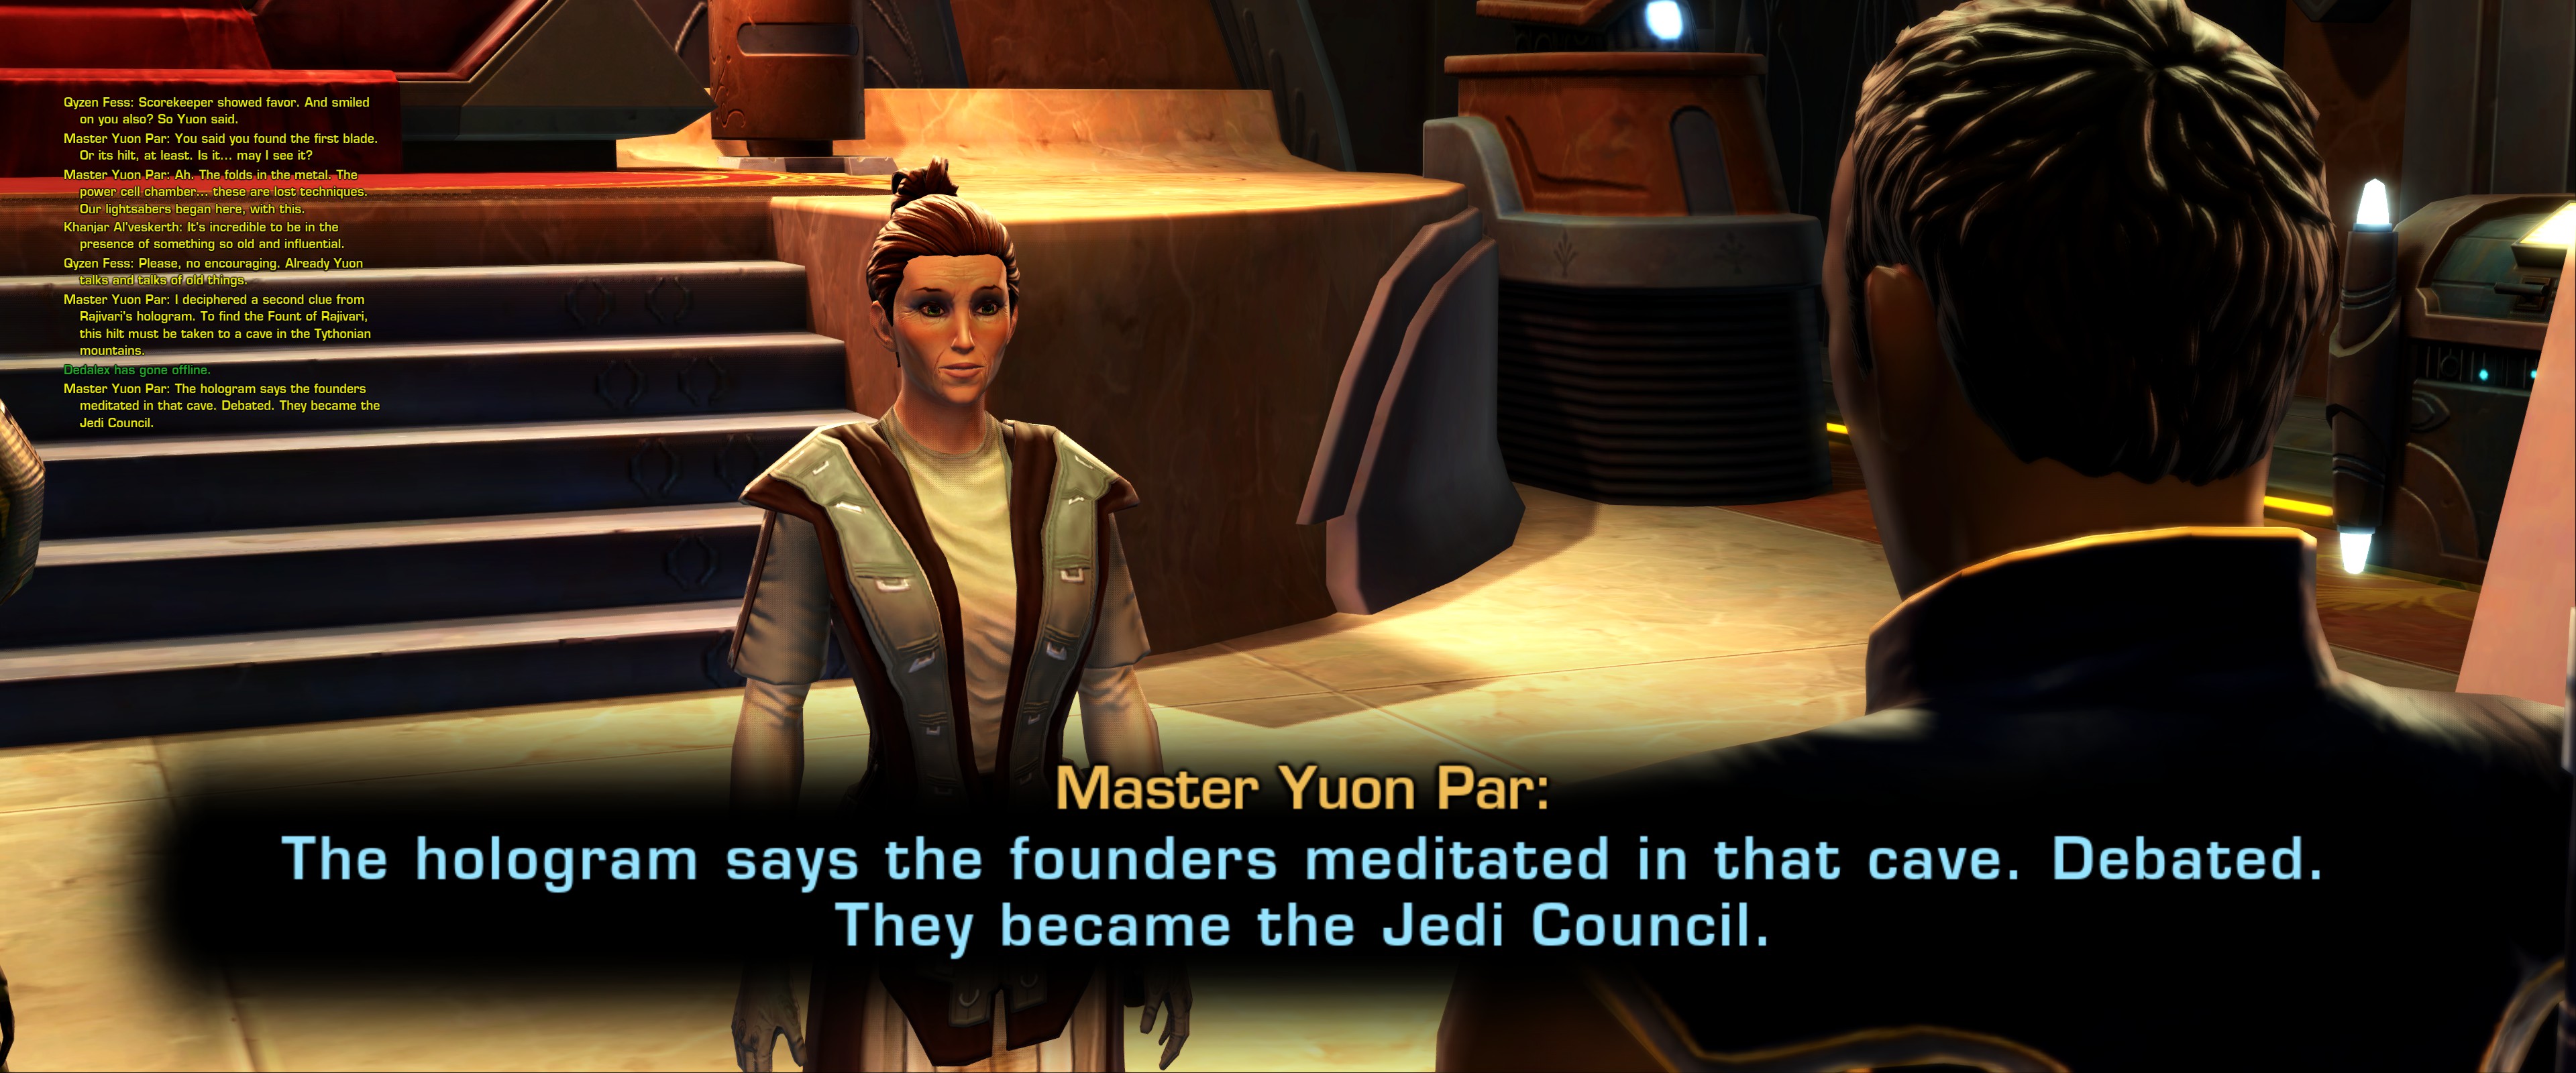 Qyzen Fess: Scorekeeper showed favor. And smiled
on you also? So Yuon said.
Master Yuon Par: You said you found the first blade.
Or its hilt, at least. Is it... may I see it?
Master Yuon Par: Ah. The folds in the metal. The
power cell chamber... these are lost techniques.
Our lightsabers began here, with this.
Khanjar Al'veskerth: It's incredible to be in the
presence of something so old and influential.
Qyzen Fess: Please, no encouraging. Already Yuon
talks and talks of old things.
Master Yuon Par: I deciphered a second clue from
Rajivari's hologram. To find the Fount of Rajivari,
this hilt must be taken to a cave in the Tythonian
mountains.
Dedalex has gone offline.
Master Yuon Par: The hologram says the founders
meditated in that cave. Debated. They became the
Jedi Council.
Master Yuon Par:
The hologram says the founders meditated in that cave. Debated.
They became the Jedi Council.